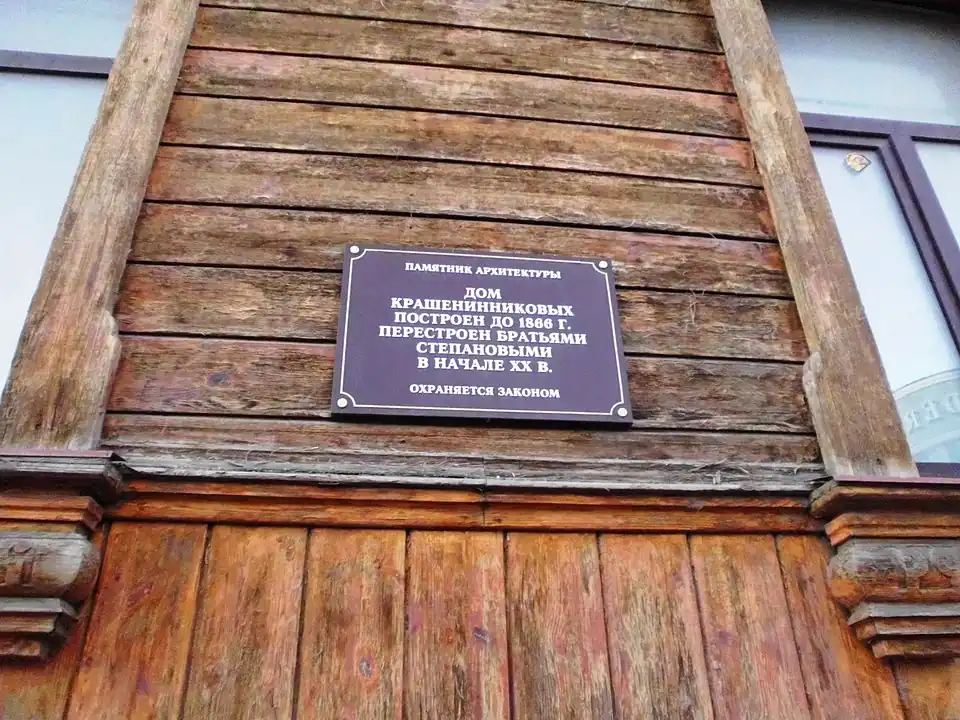 ПАМЯТНИК АРХИТЕКТУРЫ
ДОМ
КРАШЕНИННИКОВЫХ
ПОСТРОЕН ДО 1866 Г.
ПЕРЕСТРОЕН БРАТЬЯМИ
СТЕПАНОВЫМИ
В НАЧАЛЕ XX В.
ОХРАНЯЕТСЯ ЗАКОНОМ